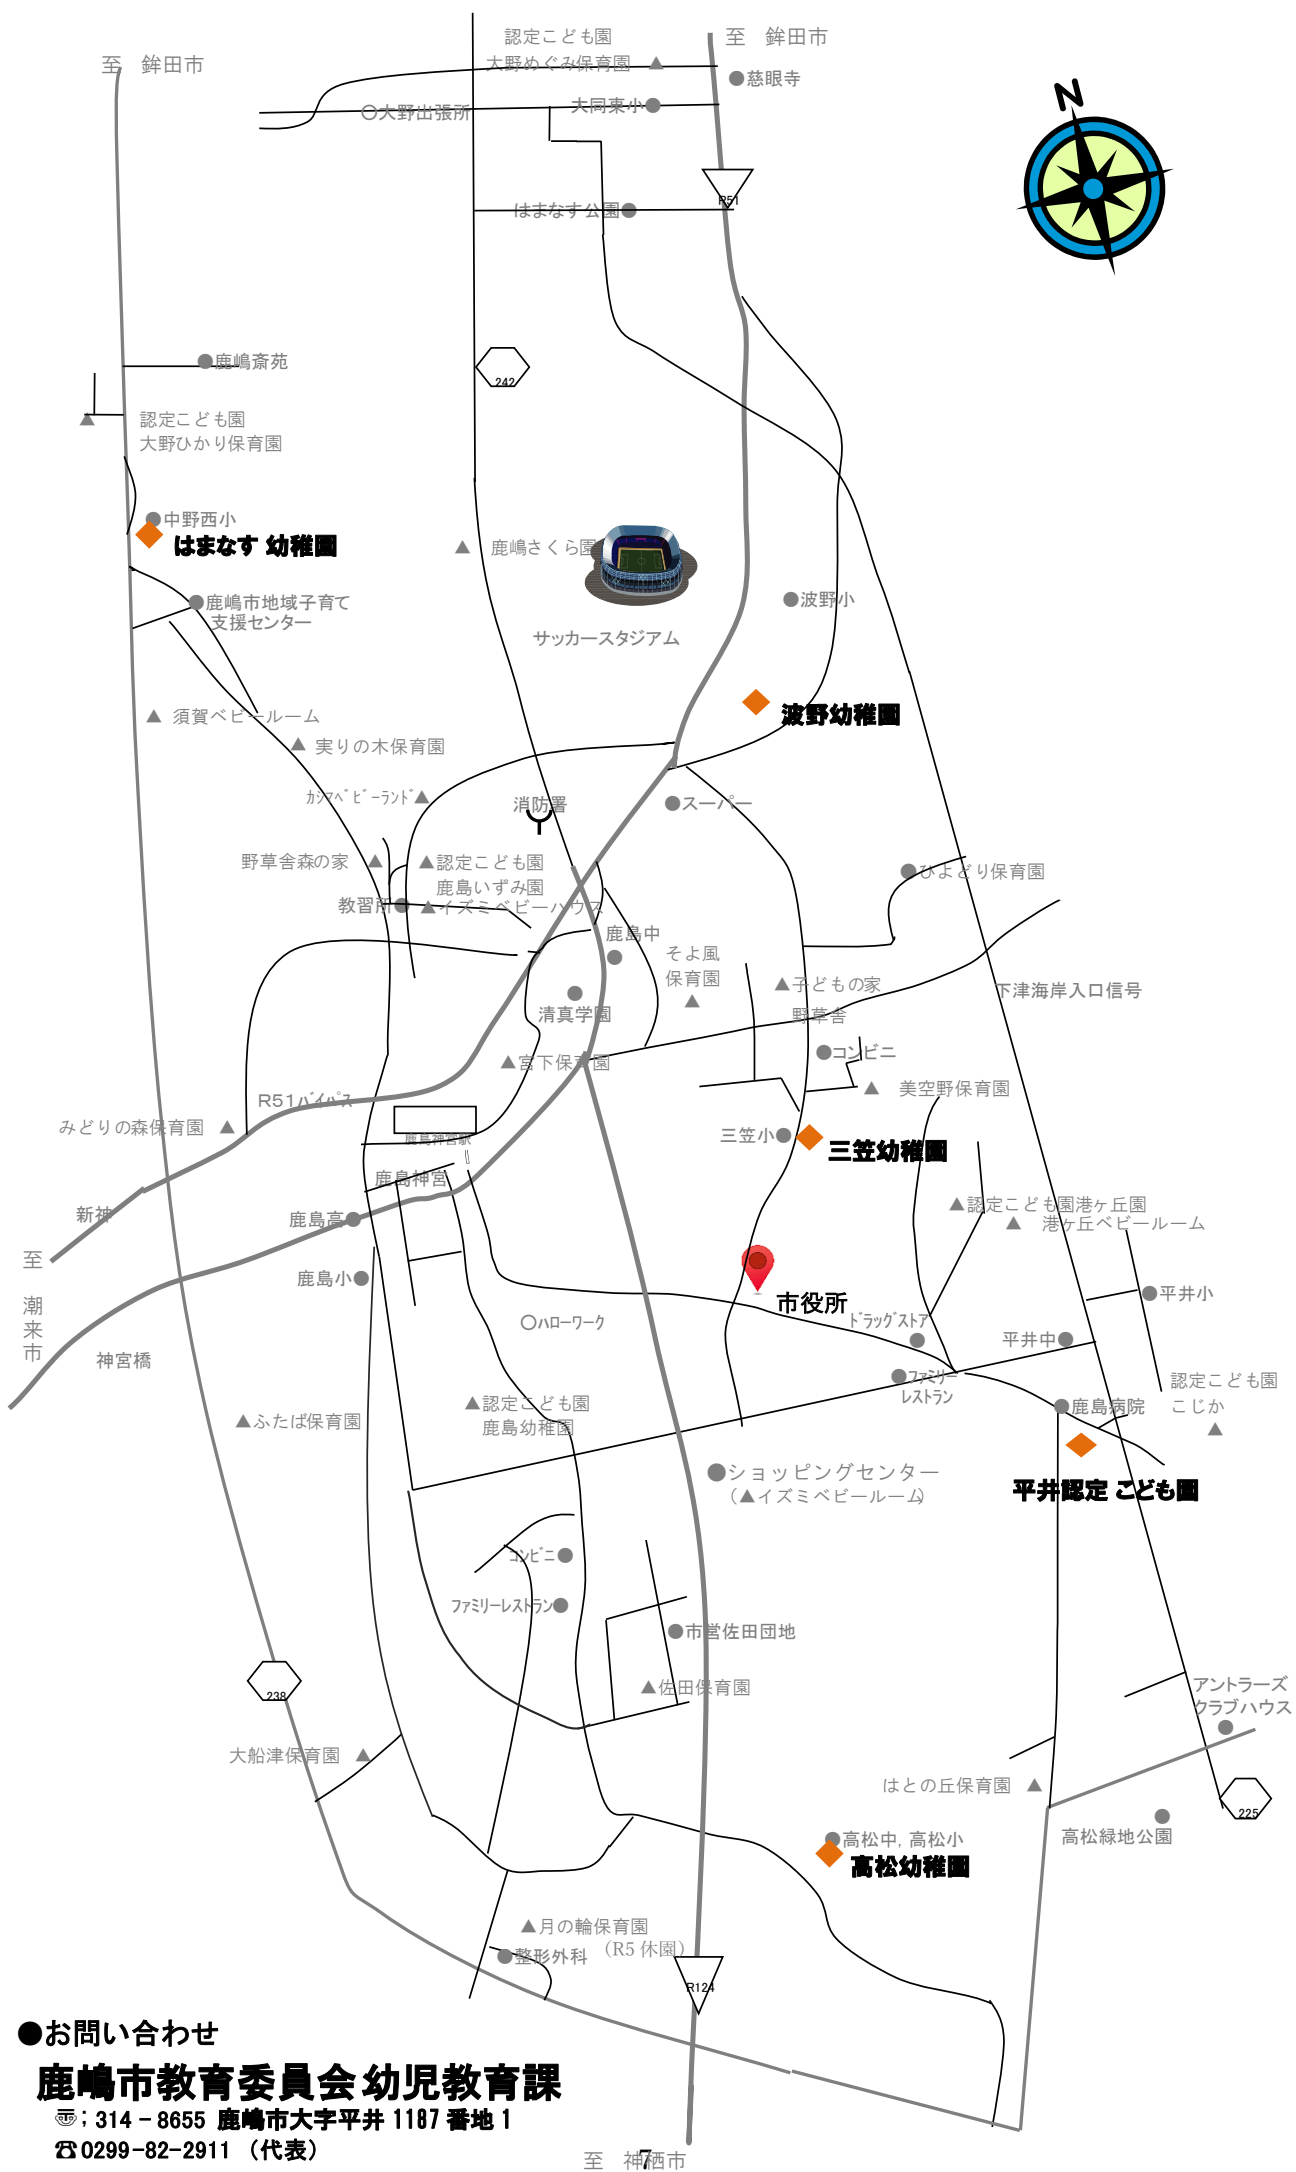 至　鉾田市
認定こども園
大野めぐみ保育園 ▲
至　鉾田市
●慈眼寺
N
○大野出張所
大同東小●
R51
はまなす公園●
●鹿嶋斎苑
242
▲ 認定こども園
大野ひかり保育園
●中野西小
はまなす 幼稚園
▲ 鹿嶋さくら園
●鹿嶋市地域子育て
支援センター
●波野小
サッカースタジアム
波野幼稚園
▲ 須賀ベビールーム
▲ 実りの木保育園
ｶｼﾏﾍﾞﾋﾞｰﾗﾝﾄﾞ▲
消防署
●スーパー
野草舎森の家 ▲
▲認定こども園
鹿島いずみ園
●ひよどり保育園
教習所●
▲イズミベビーハウス
鹿島中
●
そよ風
保育園
▲
▲子どもの家
野草舎
下津海岸入口信号
●
清真学園
●コンビニ
▲宮下保育園
▲ 美空野保育園
R51ﾊﾞｲﾊﾟｽ
みどりの森保育園 ▲
鹿島神宮駅
三笠小●
三笠幼稚園
鹿島神宮
新神
鹿島高●
▲認定こども園港ケ丘園
▲ 港ケ丘ベビールーム
至
潮
来
市
鹿島小●
市役所
●平井小
○ﾊﾛｰﾜｰｸ
ﾄﾞﾗｯｸﾞｽﾄｱ
●
平井中●
神宮橋
●ﾌｧﾐﾘｰ
ﾚｽﾄﾗﾝ
認定こども園
こじか
▲
▲ふたば保育園
▲認定こども園
鹿島幼稚園
●鹿島病院
●ショッピングセンター
（▲イズミベビールーム）
平井認定 こども園
ｺﾝﾋﾞﾆ●
ﾌｧﾐﾘｰﾚｽﾄﾗﾝ●
●市営佐田団地
238
▲佐田保育園
アントラーズ
クラブハウス
●
大船津保育園 ▲
はとの丘保育園 ▲
225
●
高松緑地公園
●高松中, 高松小
高松幼稚園
▲月の輪保育園
（R5 休園）
●整形外科
R124
●お問い合わせ
鹿嶋市教育委員会 幼児教育課
〠；314－8655 鹿嶋市大字平井 1187 番地 1
☎0299-82-2911 （代表）
至　神栖市
7